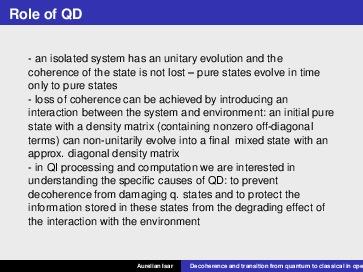 Role of QD
- an isolated system has an unitary evolution and the
coherence of the state is not lost – pure states evolve in time
only to pure states
- loss of coherence can be achieved by introducing an
interaction between the system and environment: an initial pure
state with a density matrix (containing nonzero off-diagonal
terms) can non-unitarily evolve into a final mixed state with an
approx. diagonal density matrix
- in QI processing and computation we are interested in
understanding the specific causes of QD: to prevent
decoherence from damaging q. states and to protect the
information stored in these states from the degrading effect of
the interaction with the environment
Aurelian Isar Decoherence and transition from quantum to classical in ope